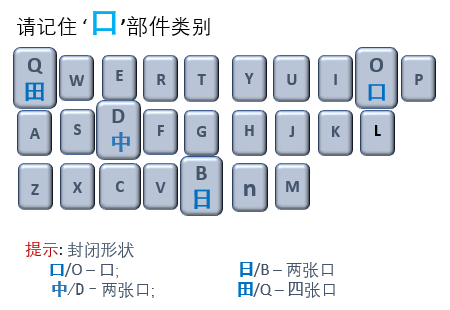 请记住 ‘口’部件类别
Q W E R T Y U I O P
田 口
A S D F G H J K L
中
Z X C V B n M
日
提示: 封闭形状
口/O – 口; 日/B – 两张口
中/D – 两张口; 田/Q – 四张口